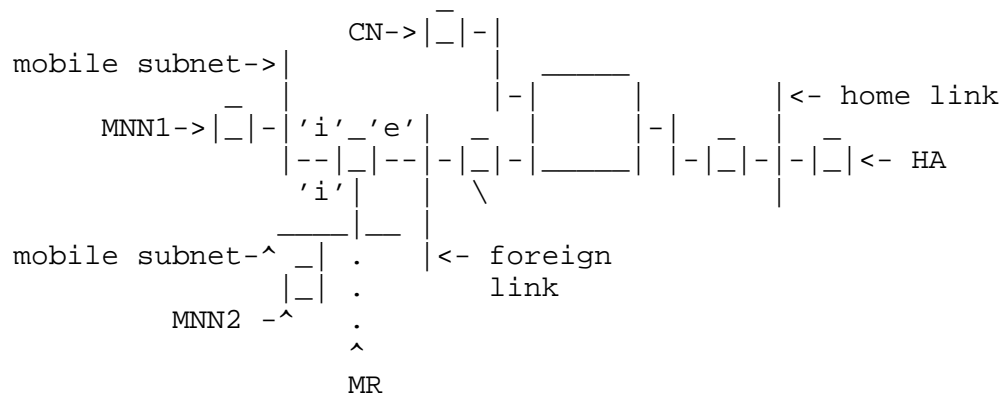 CN->
mobile subnet->
<- home link
MNN1-> 'i' 'e'
<- HA
'i'
mobile subnet-^ <- foreign
link
MNN2 -^
MR